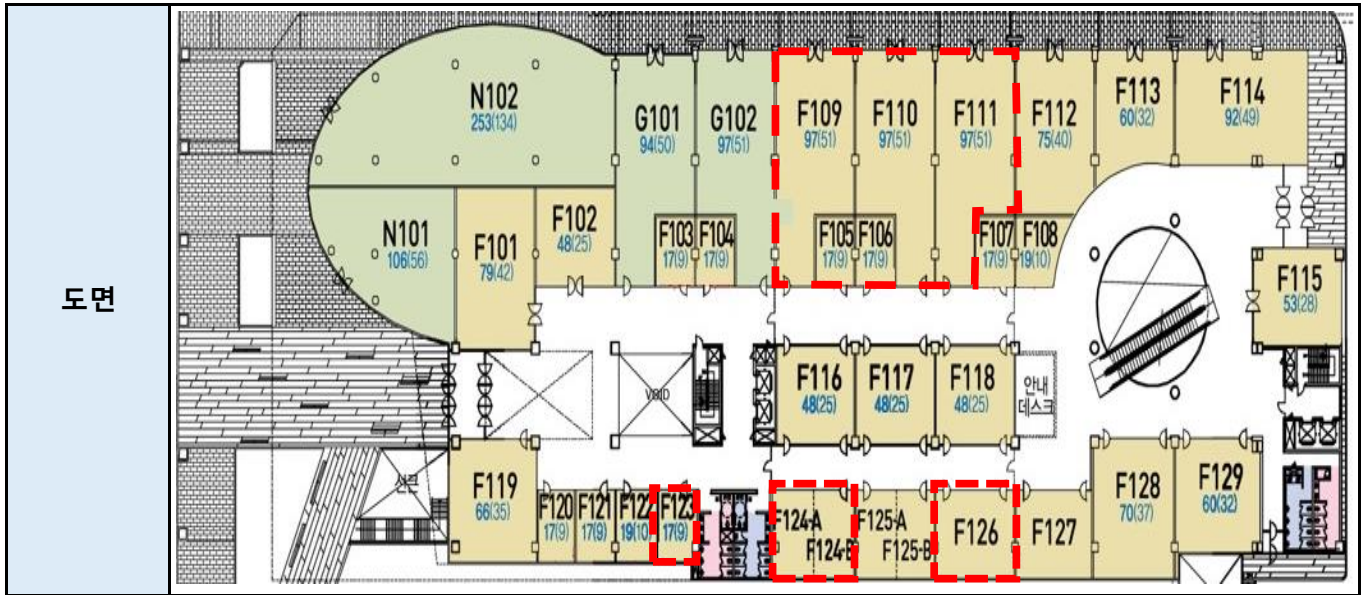 도면
N102
253(134)
G101
94(50)
G102
97(51)
F109
97(51)
F110
97(51)
F111
97(51)
F112
75(40)
F113
60(32)
F114
92(49)
N101
106(56)
F101
79(42)
F102
48(25)
F103
17(9)
F104
17(9)
F105
17(9)
F106
17(9)
F107
17(9)
F108
19(10)
F115
53(28)
VOID
F116
48(25)
F117
48(25)
F118
48(25)
안내
데스크
선큰
F119
66(35)
F120
17(9)
F121
17(9)
F122
19(10)
F123
17(9)
F124-A
F124-B
F125-A
F125-B
F126
F127
F128
70(37)
F129
60(32)